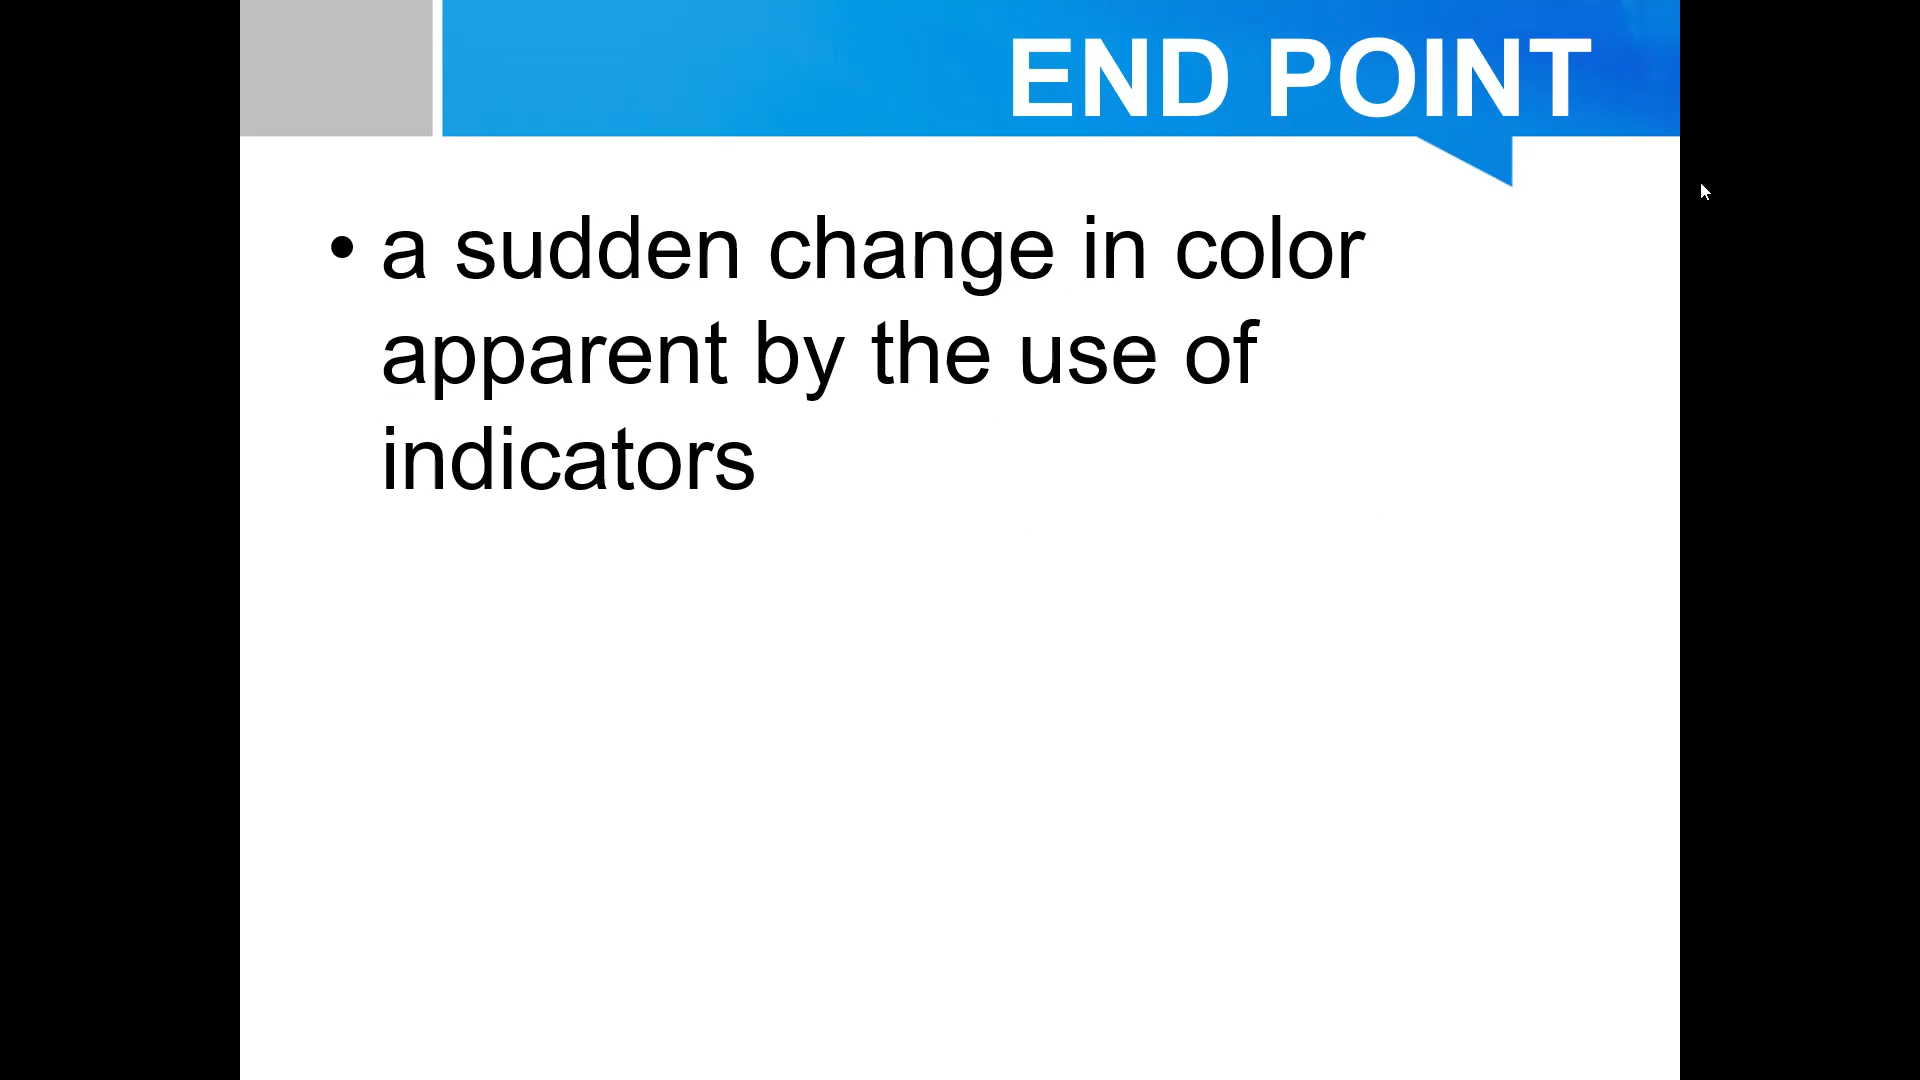 END POINT
• a sudden change in color
apparent by the use of
indicators